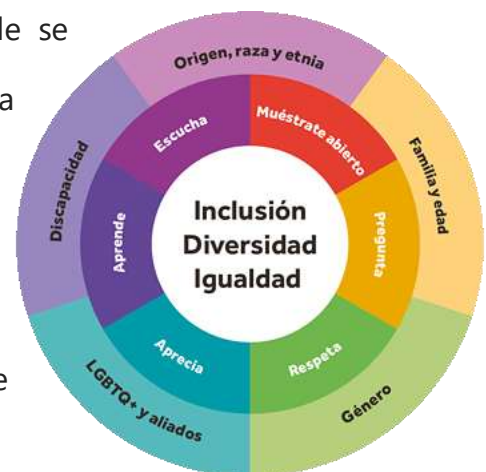 le se
a
e
Origen, raza y etnia
Familia y edad
Género
LGBTQ+ y aliados
Discapacidad
Muéstrate abierto
Pregunta
Respeta
Aprecia
Aprende
Escucha
Inclusión
Diversidad
Igualdad